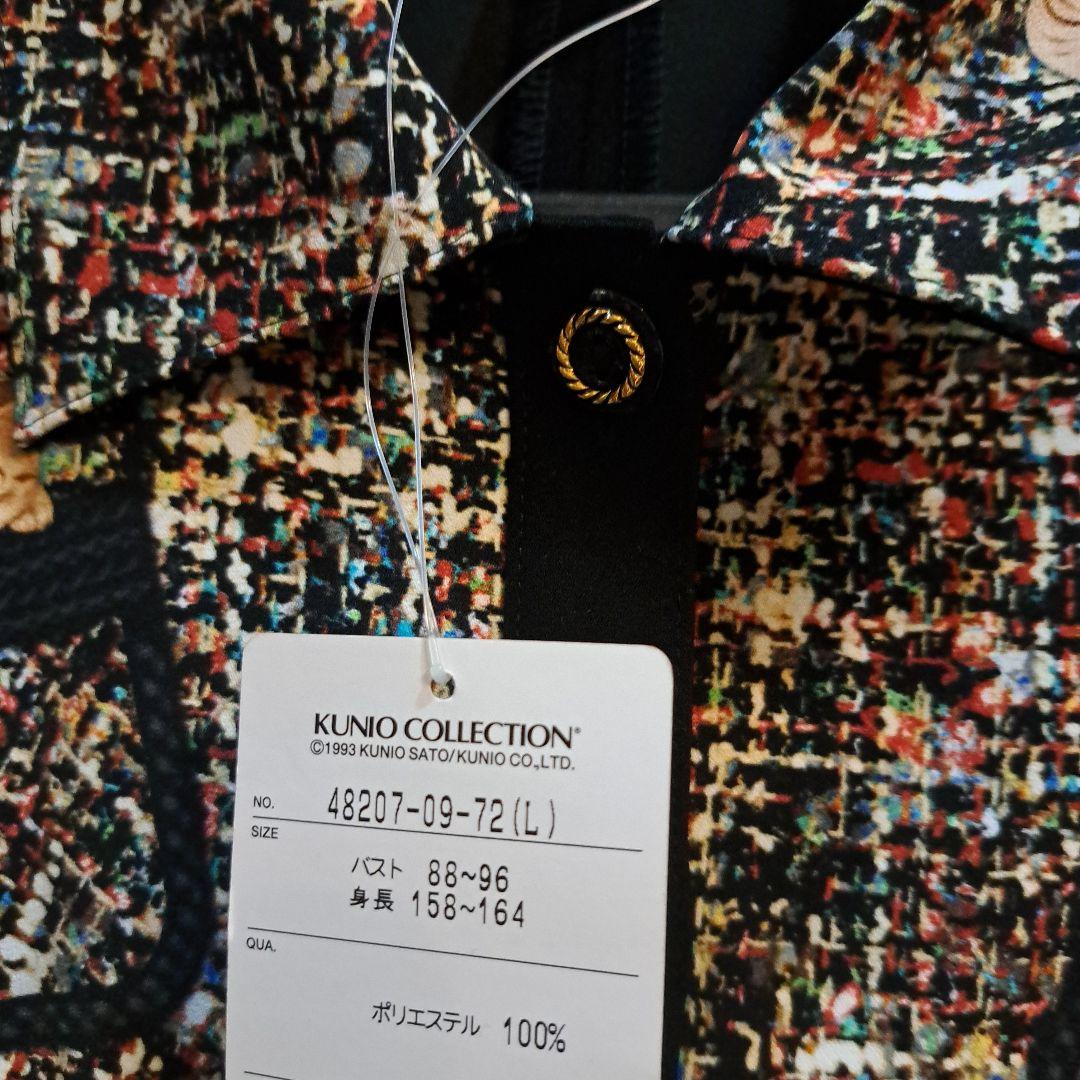 KUNIO COLLECTION®
©1993 KUNIO SATO/KUNIO CO.,LTD.
NO. 48207-09-72(L)
SIZE
バスト 88~96
身長 158~164
QUA.
ポリエステル 100%